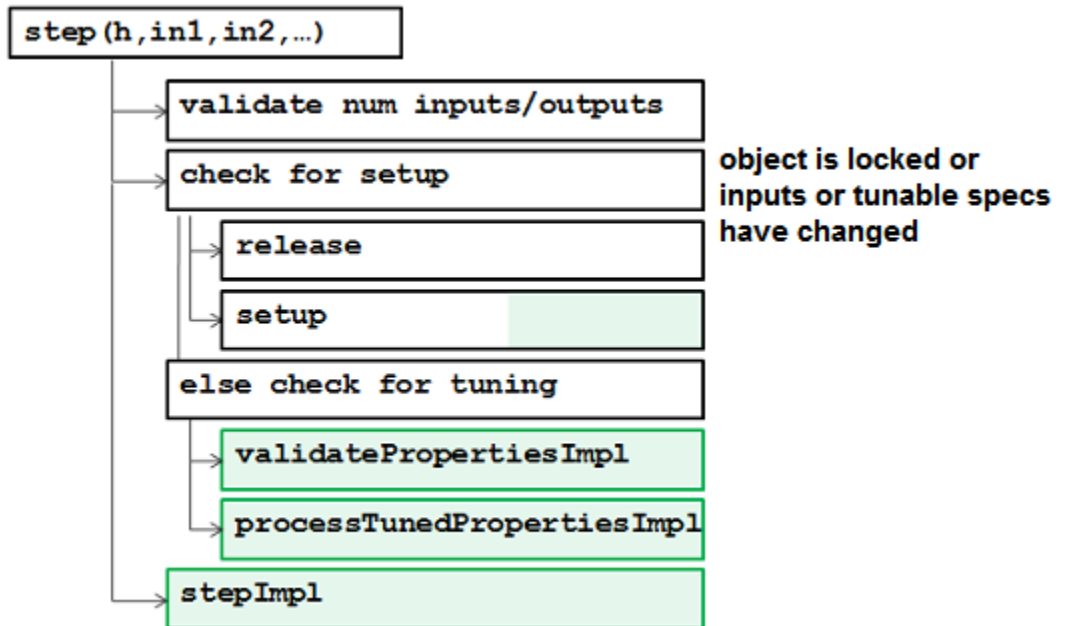 step(h,in1,in2,…)
validate num inputs/outputs
check for setup
object is locked or
inputs or tunable specs
have changed
release
setup
else check for tuning
validatePropertiesImpl
processTunedPropertiesImpl
stepImpl